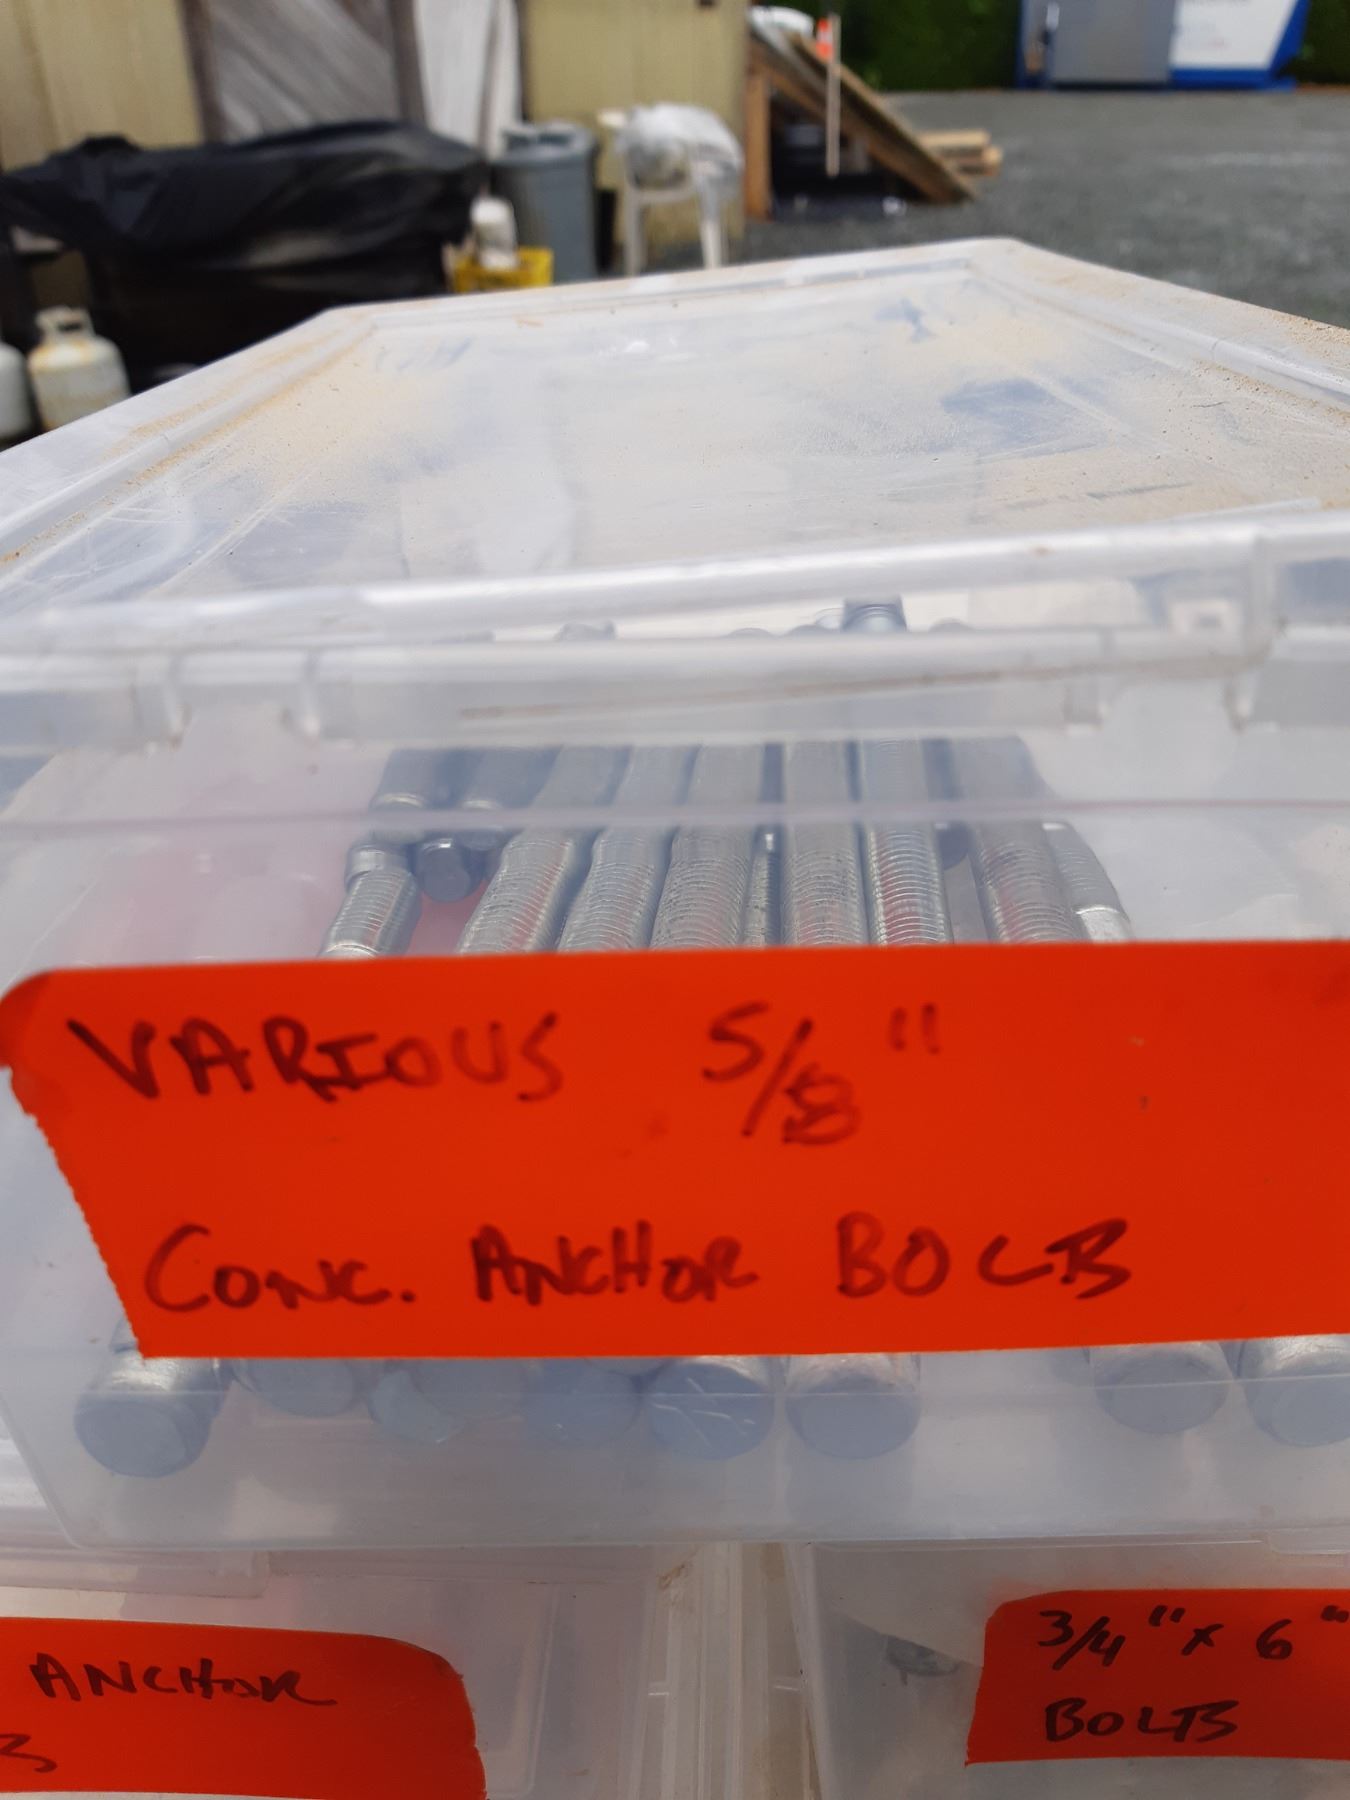 VARIOUS 5/8"
CONC. ANCHOR BOLTS
ANCHOR
3/4" x 6"
BOLTS